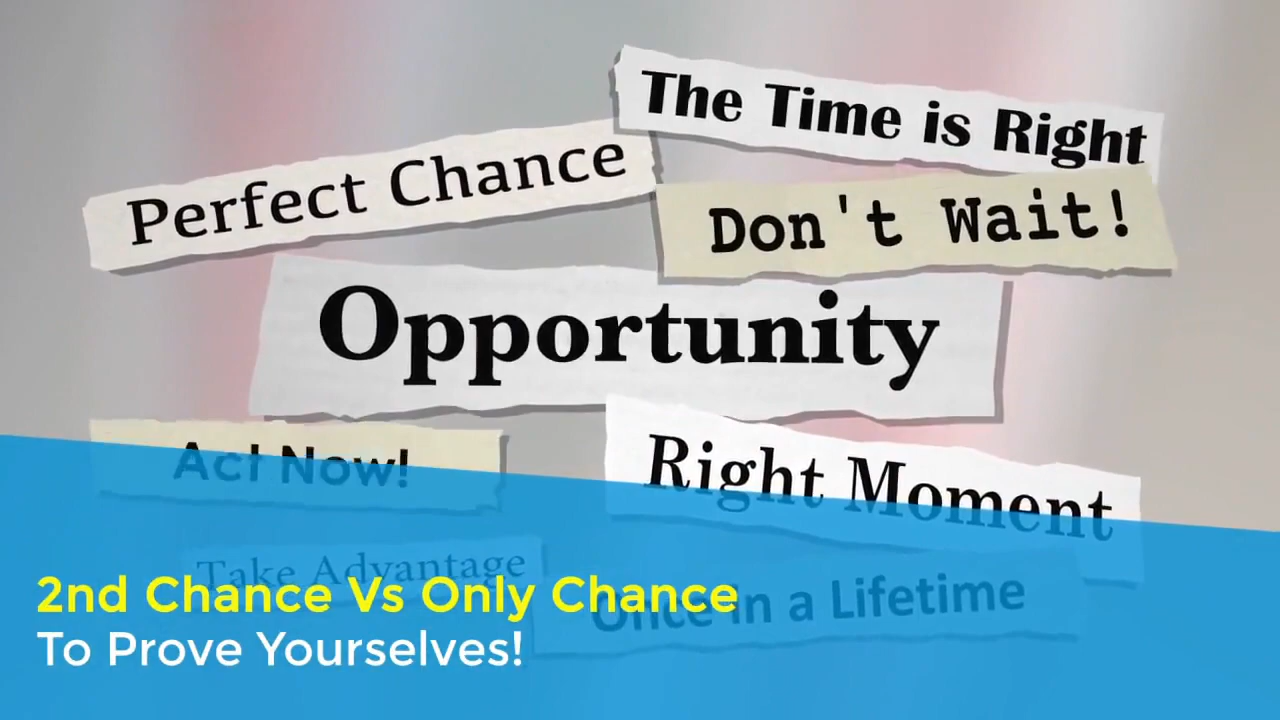 The Time is Right
Perfect Chance
Don't Wait!
Opportunity
Act Now!
Right Moment
Take Advantage
Once in a Lifetime
2nd Chance Vs Only Chance
To Prove Yourselves!